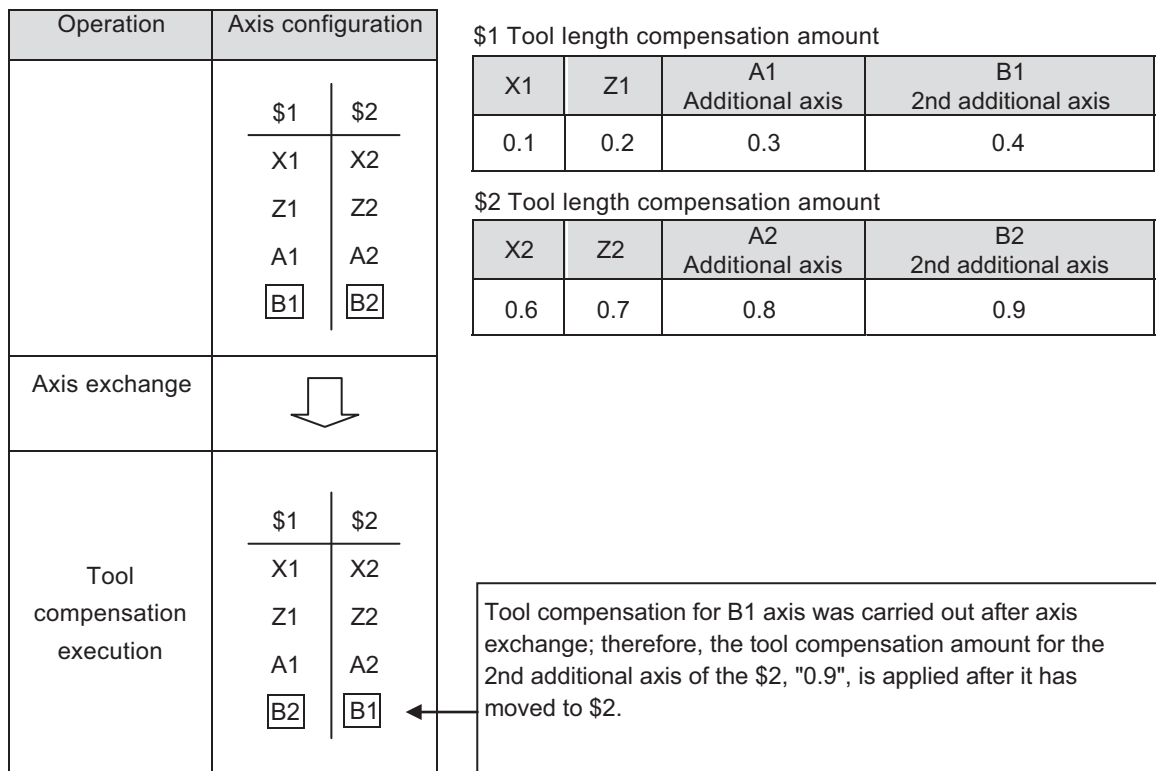 Operation Axis configuration
$1 $2
X1 X2
Z1 Z2
A1 A2
B1 B2
Axis exchange
Tool
compensation
execution
$1 $2
X1 X2
Z1 Z2
A1 A2
B2 B1
$1 Tool length compensation amount
X1 Z1 A1 B1
Additional axis 2nd additional axis
0.1 0.2 0.3 0.4
$2 Tool length compensation amount
X2 Z2 A2 B2
Additional axis 2nd additional axis
0.6 0.7 0.8 0.9
Tool compensation for B1 axis was carried out after axis
exchange; therefore, the tool compensation amount for the
2nd additional axis of the $2, "0.9", is applied after it has
moved to $2.